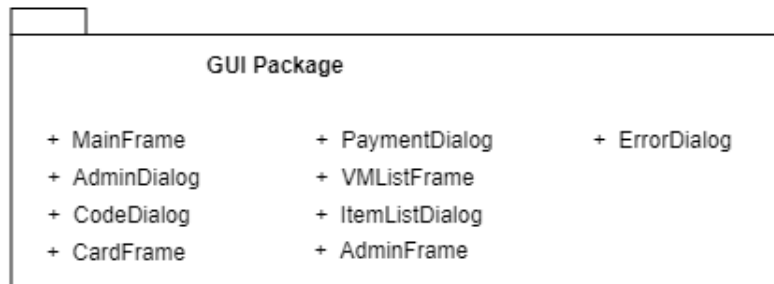 GUI Package
+ MainFrame
+ AdminDialog
+ CodeDialog
+ CardFrame
+ PaymentDialog
+ VMListFrame
+ ItemListDialog
+ AdminFrame
+ ErrorDialog